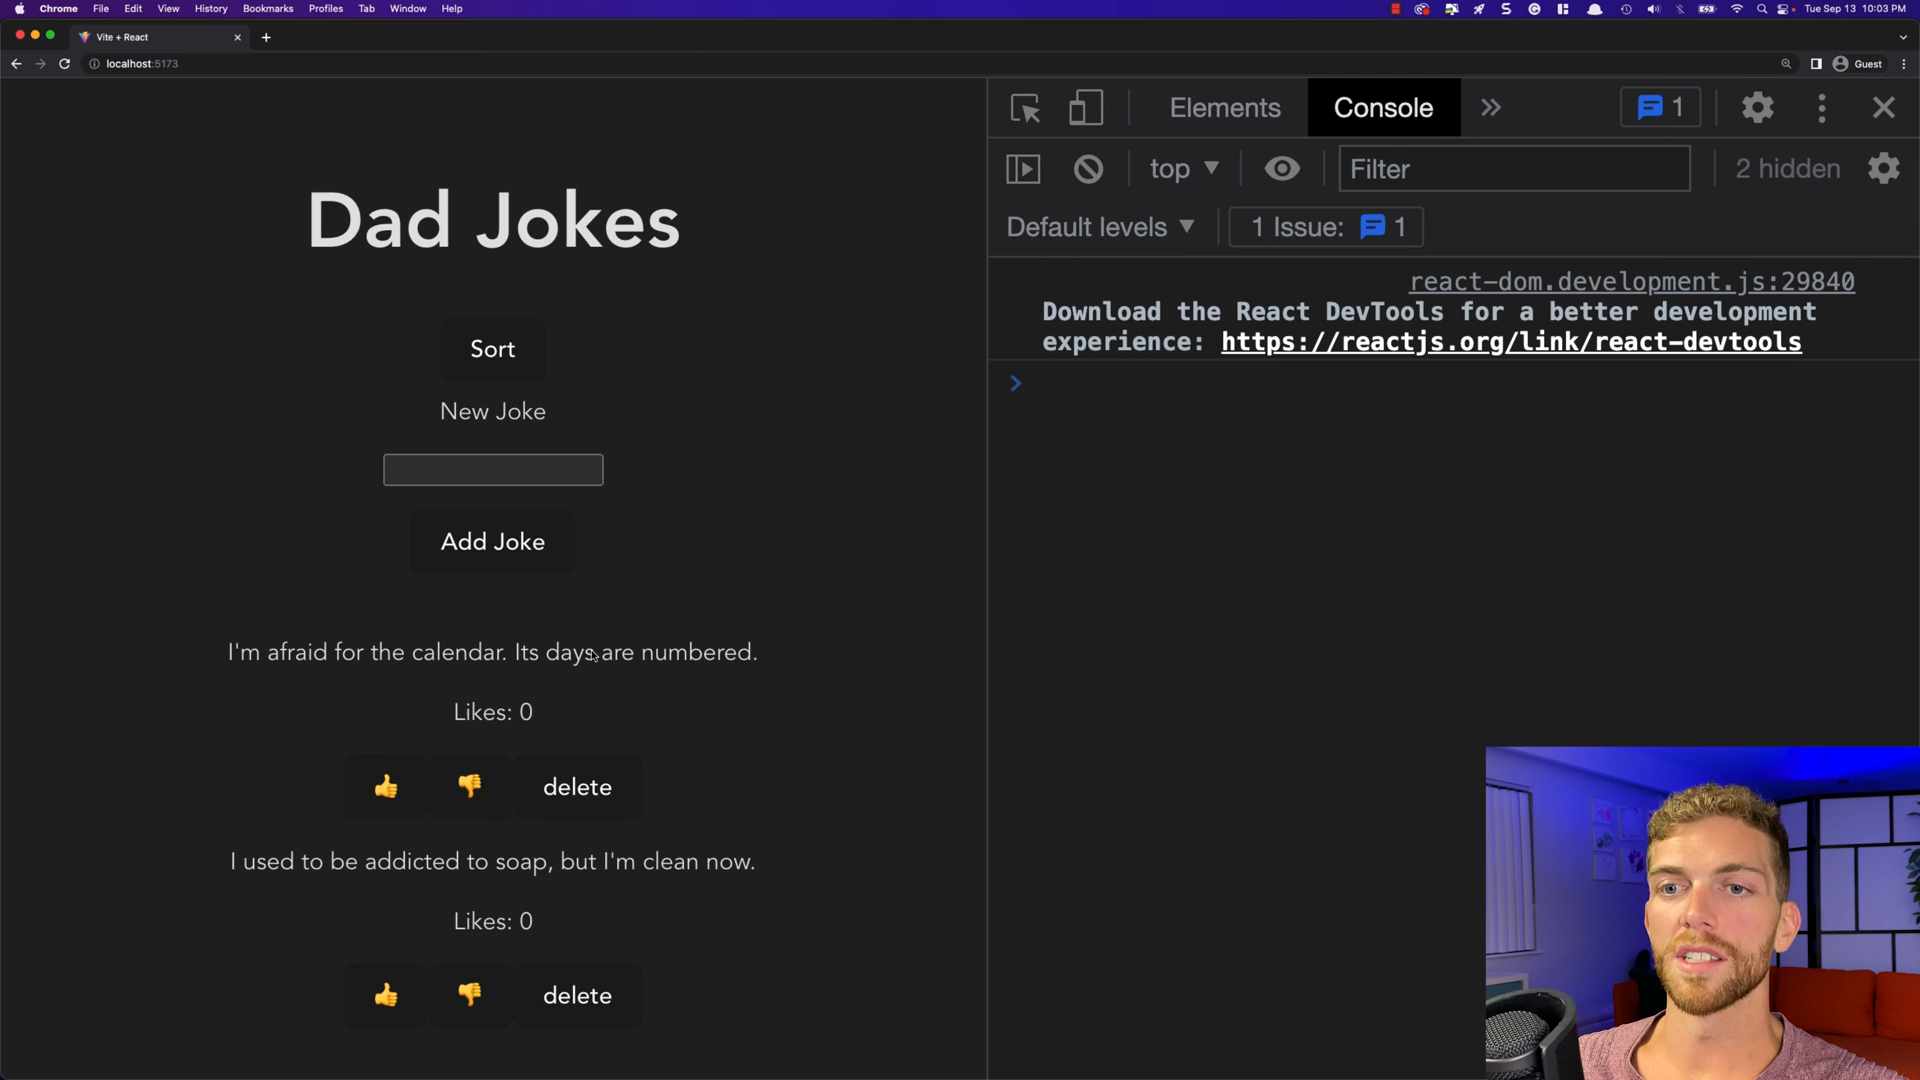 Chrome File Edit View History Bookmarks Profiles Tab Window Help Tue Sep 13 10:03 PM
Vite + React
localhost:5173 Guest
Elements Console 1
top Filter 2 hidden
Default levels 1 Issue: 1
react-dom.development.js:29840
Download the React DevTools for a better development
experience: https://reactjs.org/link/react-devtools
Dad Jokes
Sort
New Joke
Add Joke
I'm afraid for the calendar. Its days are numbered.
Likes: 0
delete
I used to be addicted to soap, but I'm clean now.
Likes: 0
delete